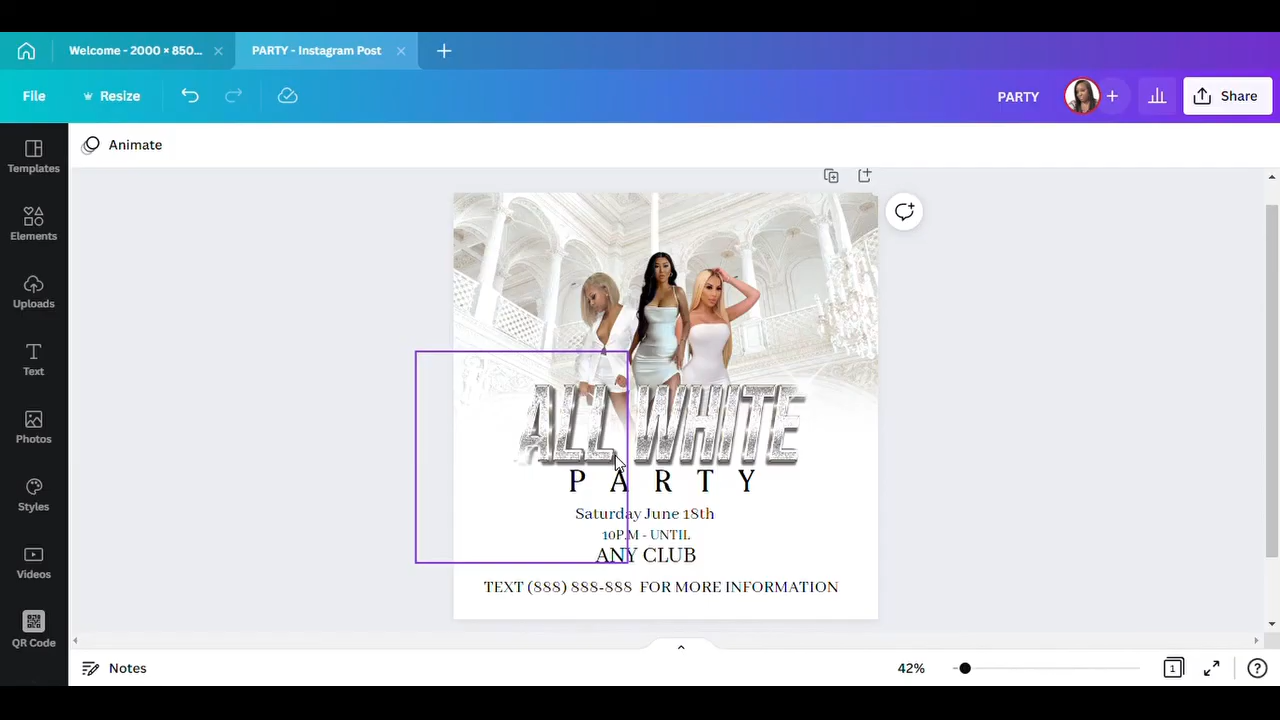 Welcome - 2000 × 850...
PARTY - Instagram Post
File
Resize
PARTY
Share
Templates
Elements
Uploads
Text
Photos
Styles
Videos
QR Code
Animate
ALL WHITE
PARTY
Saturday June 18th
10P.M - UNTIL
ANY CLUB
TEXT (888) 888-888 FOR MORE INFORMATION
Notes
42%
1